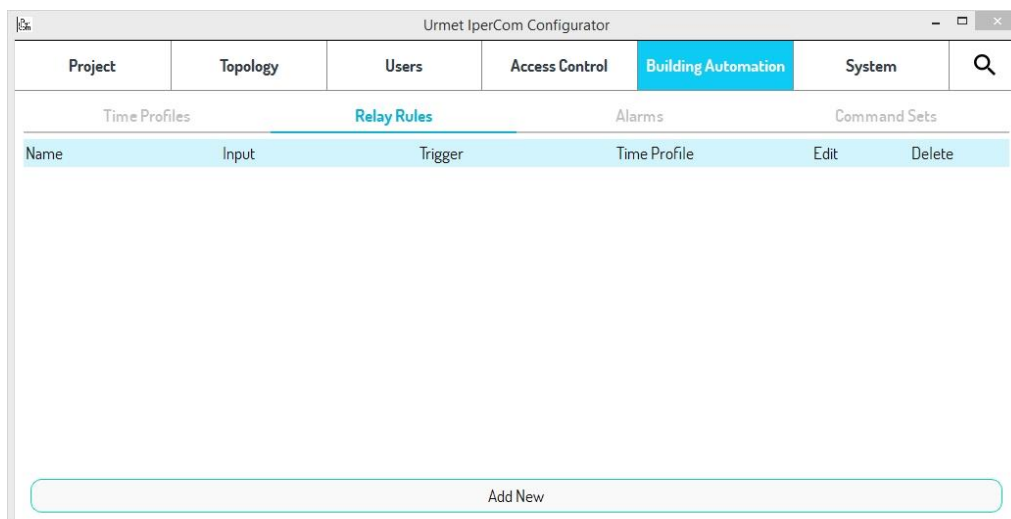 Urmet IperCom Configurator
Project Topology Users Access Control Building Automation System
Time Profiles Relay Rules Alarms Command Sets
Name Input Trigger Time Profile Edit Delete
Add New